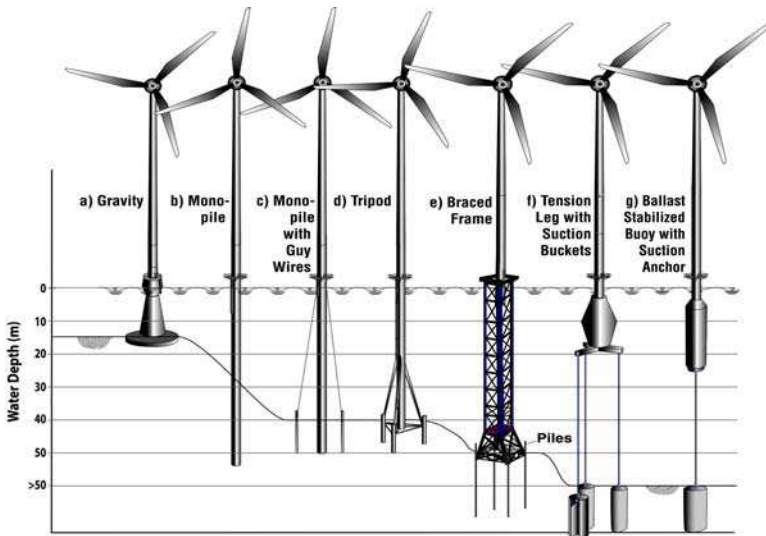 a) Gravity
b) Mono-
pile
c) Mono-
pile
with
Guy
Wires
d) Tripod
e) Braced
Frame
f) Tension
Leg with
Suction
Buckets
g) Ballast
Stabilized
Buoy with
Suction
Anchor
Water Depth (m)
0
10
20
30
40
50
>50
Piles